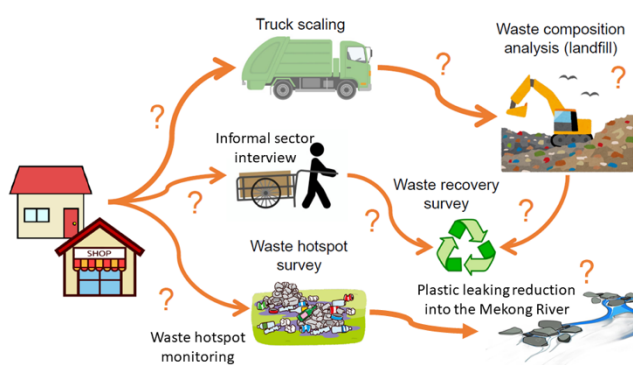 Truck scaling
Waste composition
analysis (landfill)
?
?
?
Informal sector
interview
?
Waste recovery
survey
?
?
SHOP
Waste hotspot
survey
?
Plastic leaking reduction
into the Mekong River
?
Waste hotspot
monitoring